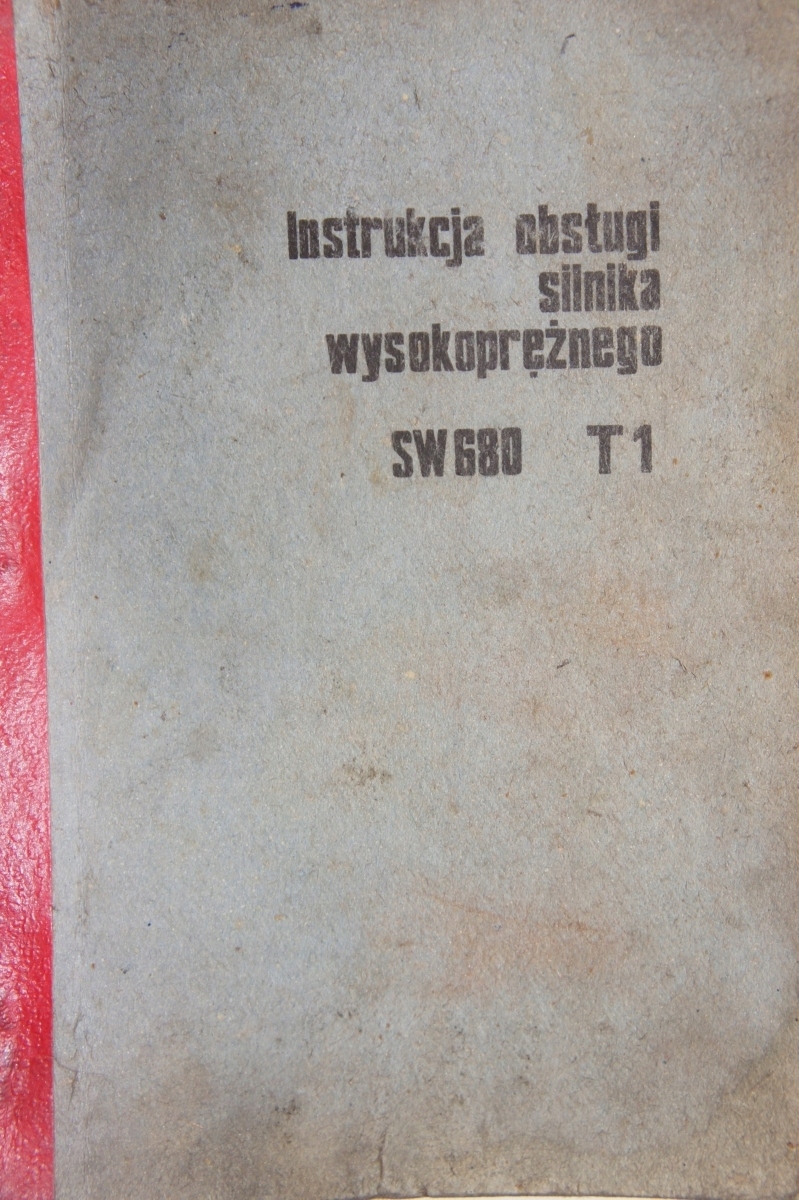 Instrukcja obsługi
silnika
wysokoprężnego
SW680 T1